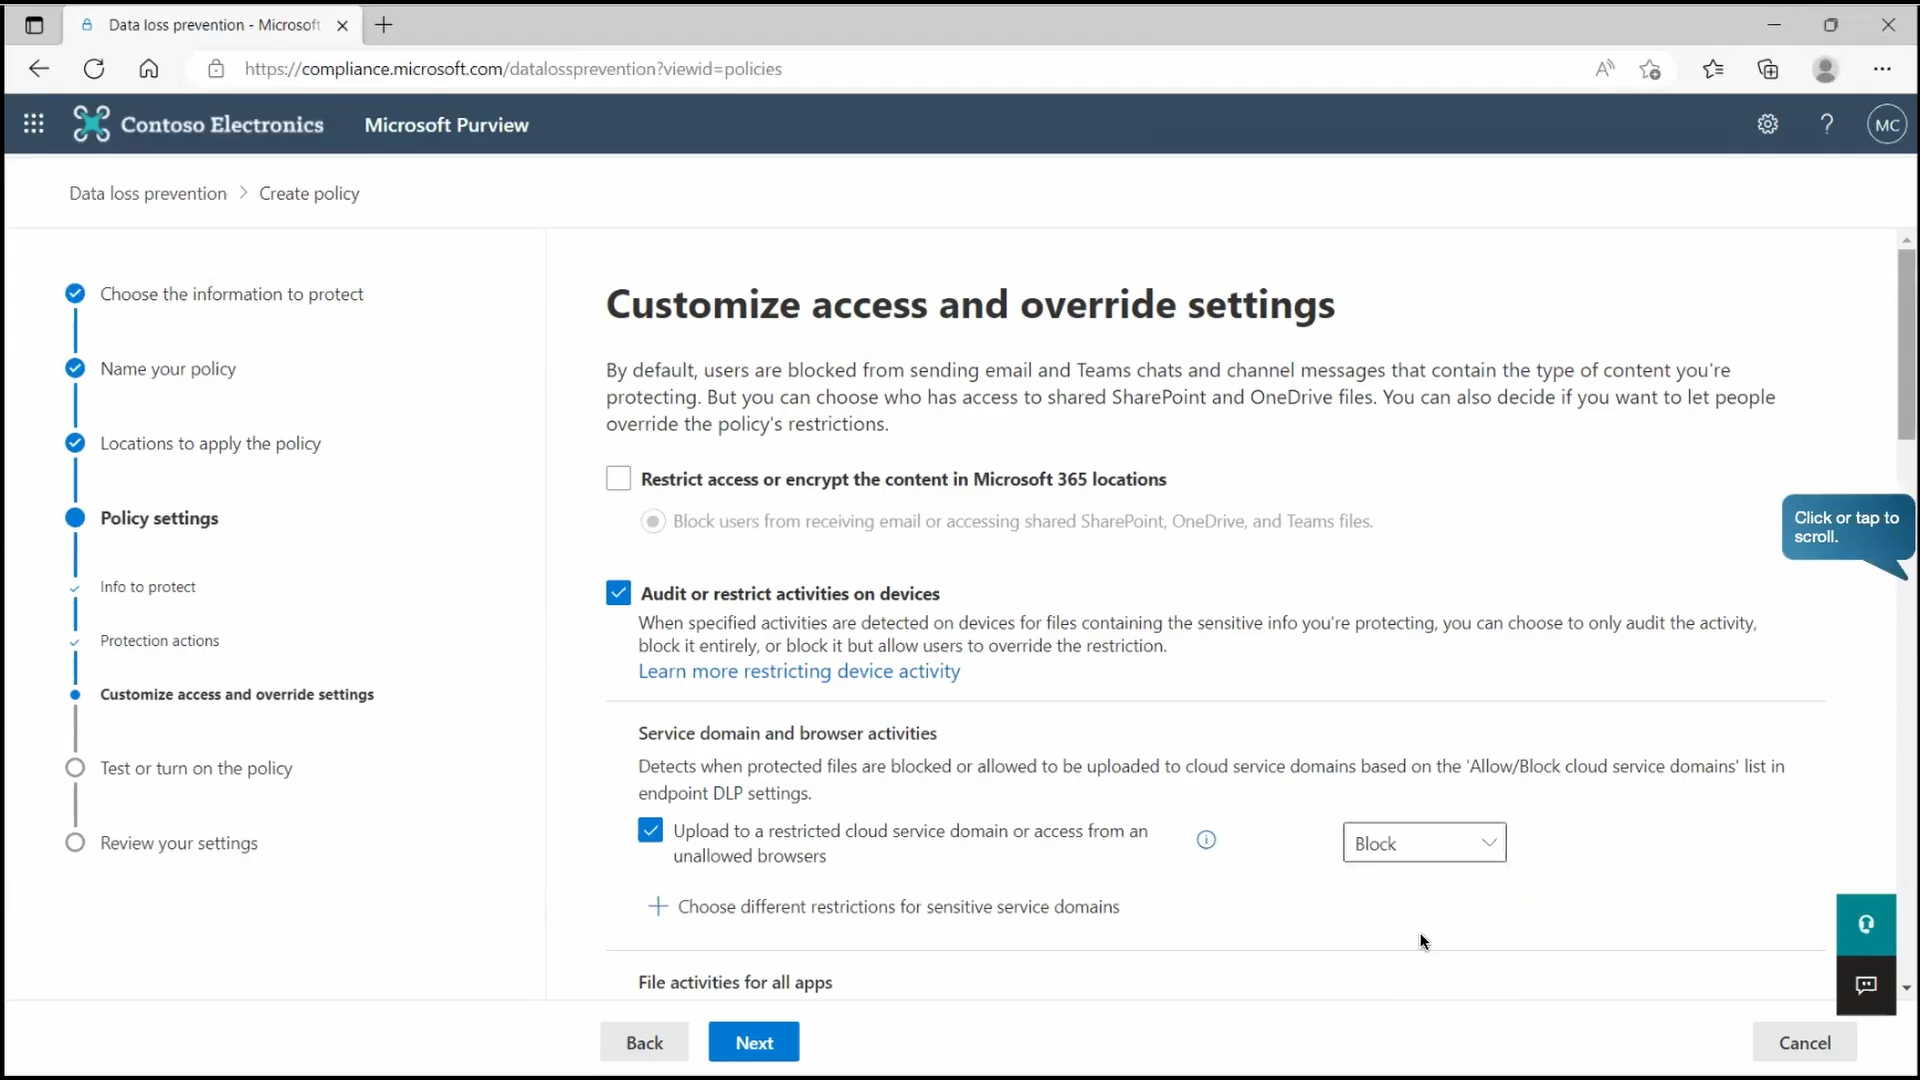 Data loss prevention - Microsoft
https://compliance.microsoft.com/datalossprevention?viewid=policies
Contoso Electronics
Microsoft Purview
MC
Data loss prevention > Create policy
Choose the information to protect
Name your policy
Locations to apply the policy
Policy settings
Info to protect
Protection actions
Customize access and override settings
Test or turn on the policy
Review your settings
Customize access and override settings
By default, users are blocked from sending email and Teams chats and channel messages that contain the type of content you're
protecting. But you can choose who has access to shared SharePoint and OneDrive files. You can also decide if you want to let people
override the policy's restrictions.
Restrict access or encrypt the content in Microsoft 365 locations
Block users from receiving email or accessing shared SharePoint, OneDrive, and Teams files.
Click or tap to
scroll.
Audit or restrict activities on devices
When specified activities are detected on devices for files containing the sensitive info you're protecting, you can choose to only audit the activity,
block it entirely, or block it but allow users to override the restriction.
Learn more restricting device activity
Service domain and browser activities
Detects when protected files are blocked or allowed to be uploaded to cloud service domains based on the 'Allow/Block cloud service domains' list in
endpoint DLP settings.
Upload to a restricted cloud service domain or access from an
unallowed browsers
Block
Choose different restrictions for sensitive service domains
File activities for all apps
Back
Next
Cancel